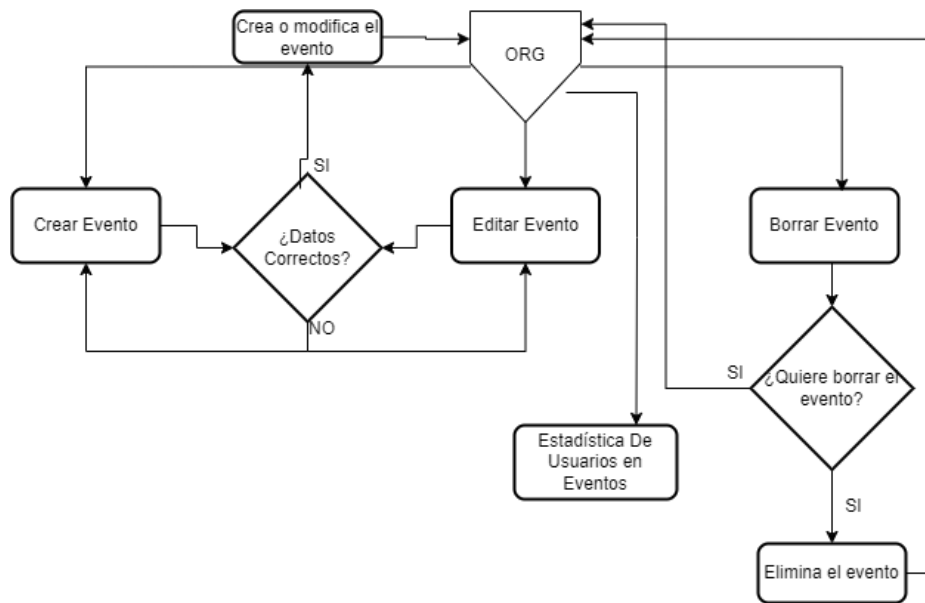 Crea o modifica el
evento
ORG
SI
Crear Evento
¿Datos
Correctos?
Editar Evento
Borrar Evento
NO
SI
¿Quiere borrar el
evento?
Estadística De
Usuarios en
Eventos
SI
Elimina el evento